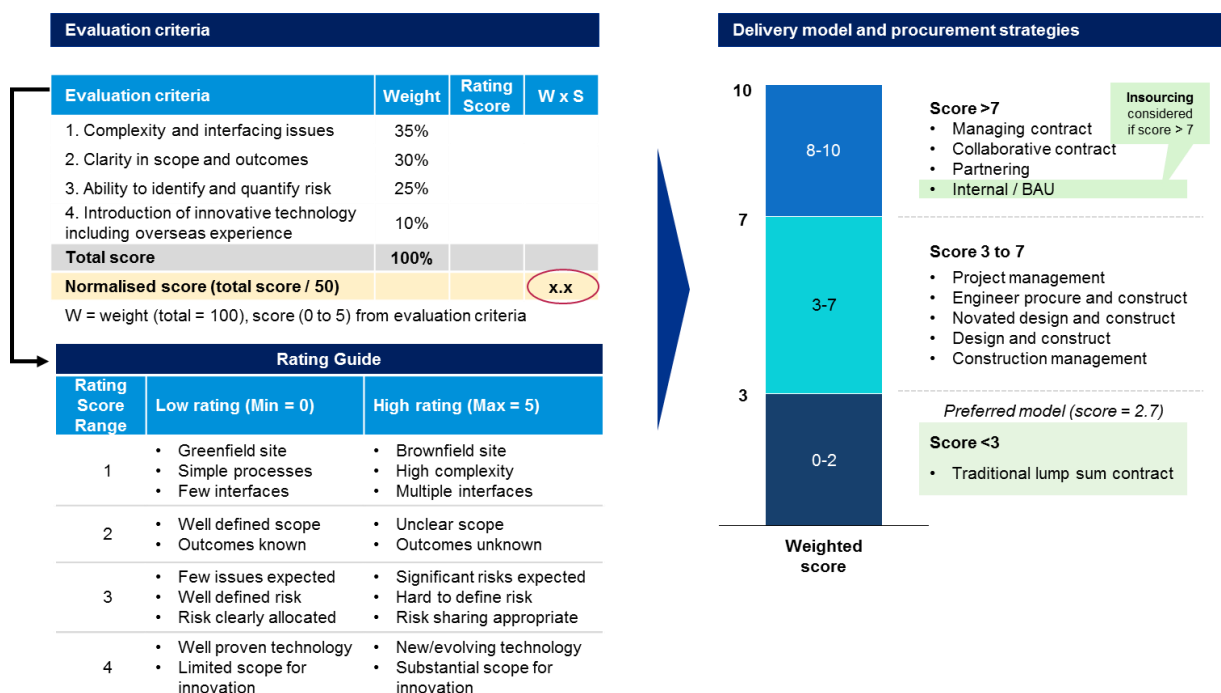 Evaluation criteria
Evaluation criteria
Weight
Rating
Score
W x S
1. Complexity and interfacing issues
35%
2. Clarity in scope and outcomes
30%
3. Ability to identify and quantify risk
25%
4. Introduction of innovative technology
including overseas experience
10%
Total score
100%
Normalised score (total score / 50)
x.x
W = weight (total = 100), score (0 to 5) from evaluation criteria
Rating Guide
Rating
Score
Range
Low rating (Min = 0)
High rating (Max = 5)
1
• Greenfield site
• Simple processes
• Few interfaces
• Brownfield site
• High complexity
• Multiple interfaces
2
• Well defined scope
• Outcomes known
• Unclear scope
• Outcomes unknown
3
• Few issues expected
• Well defined risk
• Risk clearly allocated
• Significant risks expected
• Hard to define risk
• Risk sharing appropriate
4
• Well proven technology
• Limited scope for
innovation
• New/evolving technology
• Substantial scope for
innovation
Delivery model and procurement strategies
10
8-10
7
3-7
3
0-2
Weighted
score
Score >7
• Managing contract
• Collaborative contract
• Partnering
• Internal / BAU
Insourcing
considered
if score > 7
Score 3 to 7
• Project management
• Engineer procure and construct
• Novated design and construct
• Design and construct
• Construction management
Preferred model (score = 2.7)
Score <3
• Traditional lump sum contract